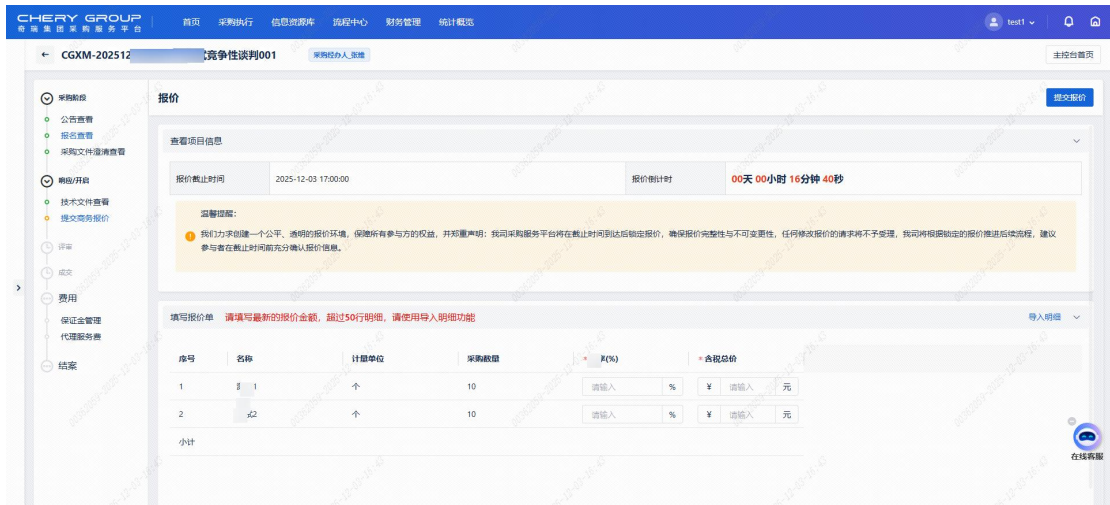 CHERY GROUP
奇瑞集团采购服务平台
首页 采购执行 信息资源库 流程中心 财务管理 统计概览
test1
← CGXM-202512 竞争性谈判001 采购经办人_张维
主控台首页
采购阶段
公告查看
报名查看
采购文件澄清查看
响应/开启
技术文件查看
提交商务报价
评审
成交
费用
保证金管理
代理服务费
结案
报价
提交报价
查看项目信息
报价截止时间 2025-12-03 17:00:00 报价倒计时 00天 00小时 16分钟 40秒
温馨提醒:
我们力求创建一个公平、透明的报价环境，保障所有参与方的权益，并郑重声明：我司采购服务平台将在截止时间到达后锁定报价，确保报价完整性与不可变更性，任何修改报价的请求将不予受理，我司将根据锁定的报价推进后续流程，建议
参与者在截止时间前充分确认报价信息。
填写报价单 请填写最新的报价金额，超过50行明细，请使用导入明细功能
导入明细
序号 名称 计量单位 采购数量 * 率(%) * 含税总价
1 1 个 10 请输入 % ¥ 请输入 元
2 2 个 10 请输入 % ¥ 请输入 元
小计
在线客服